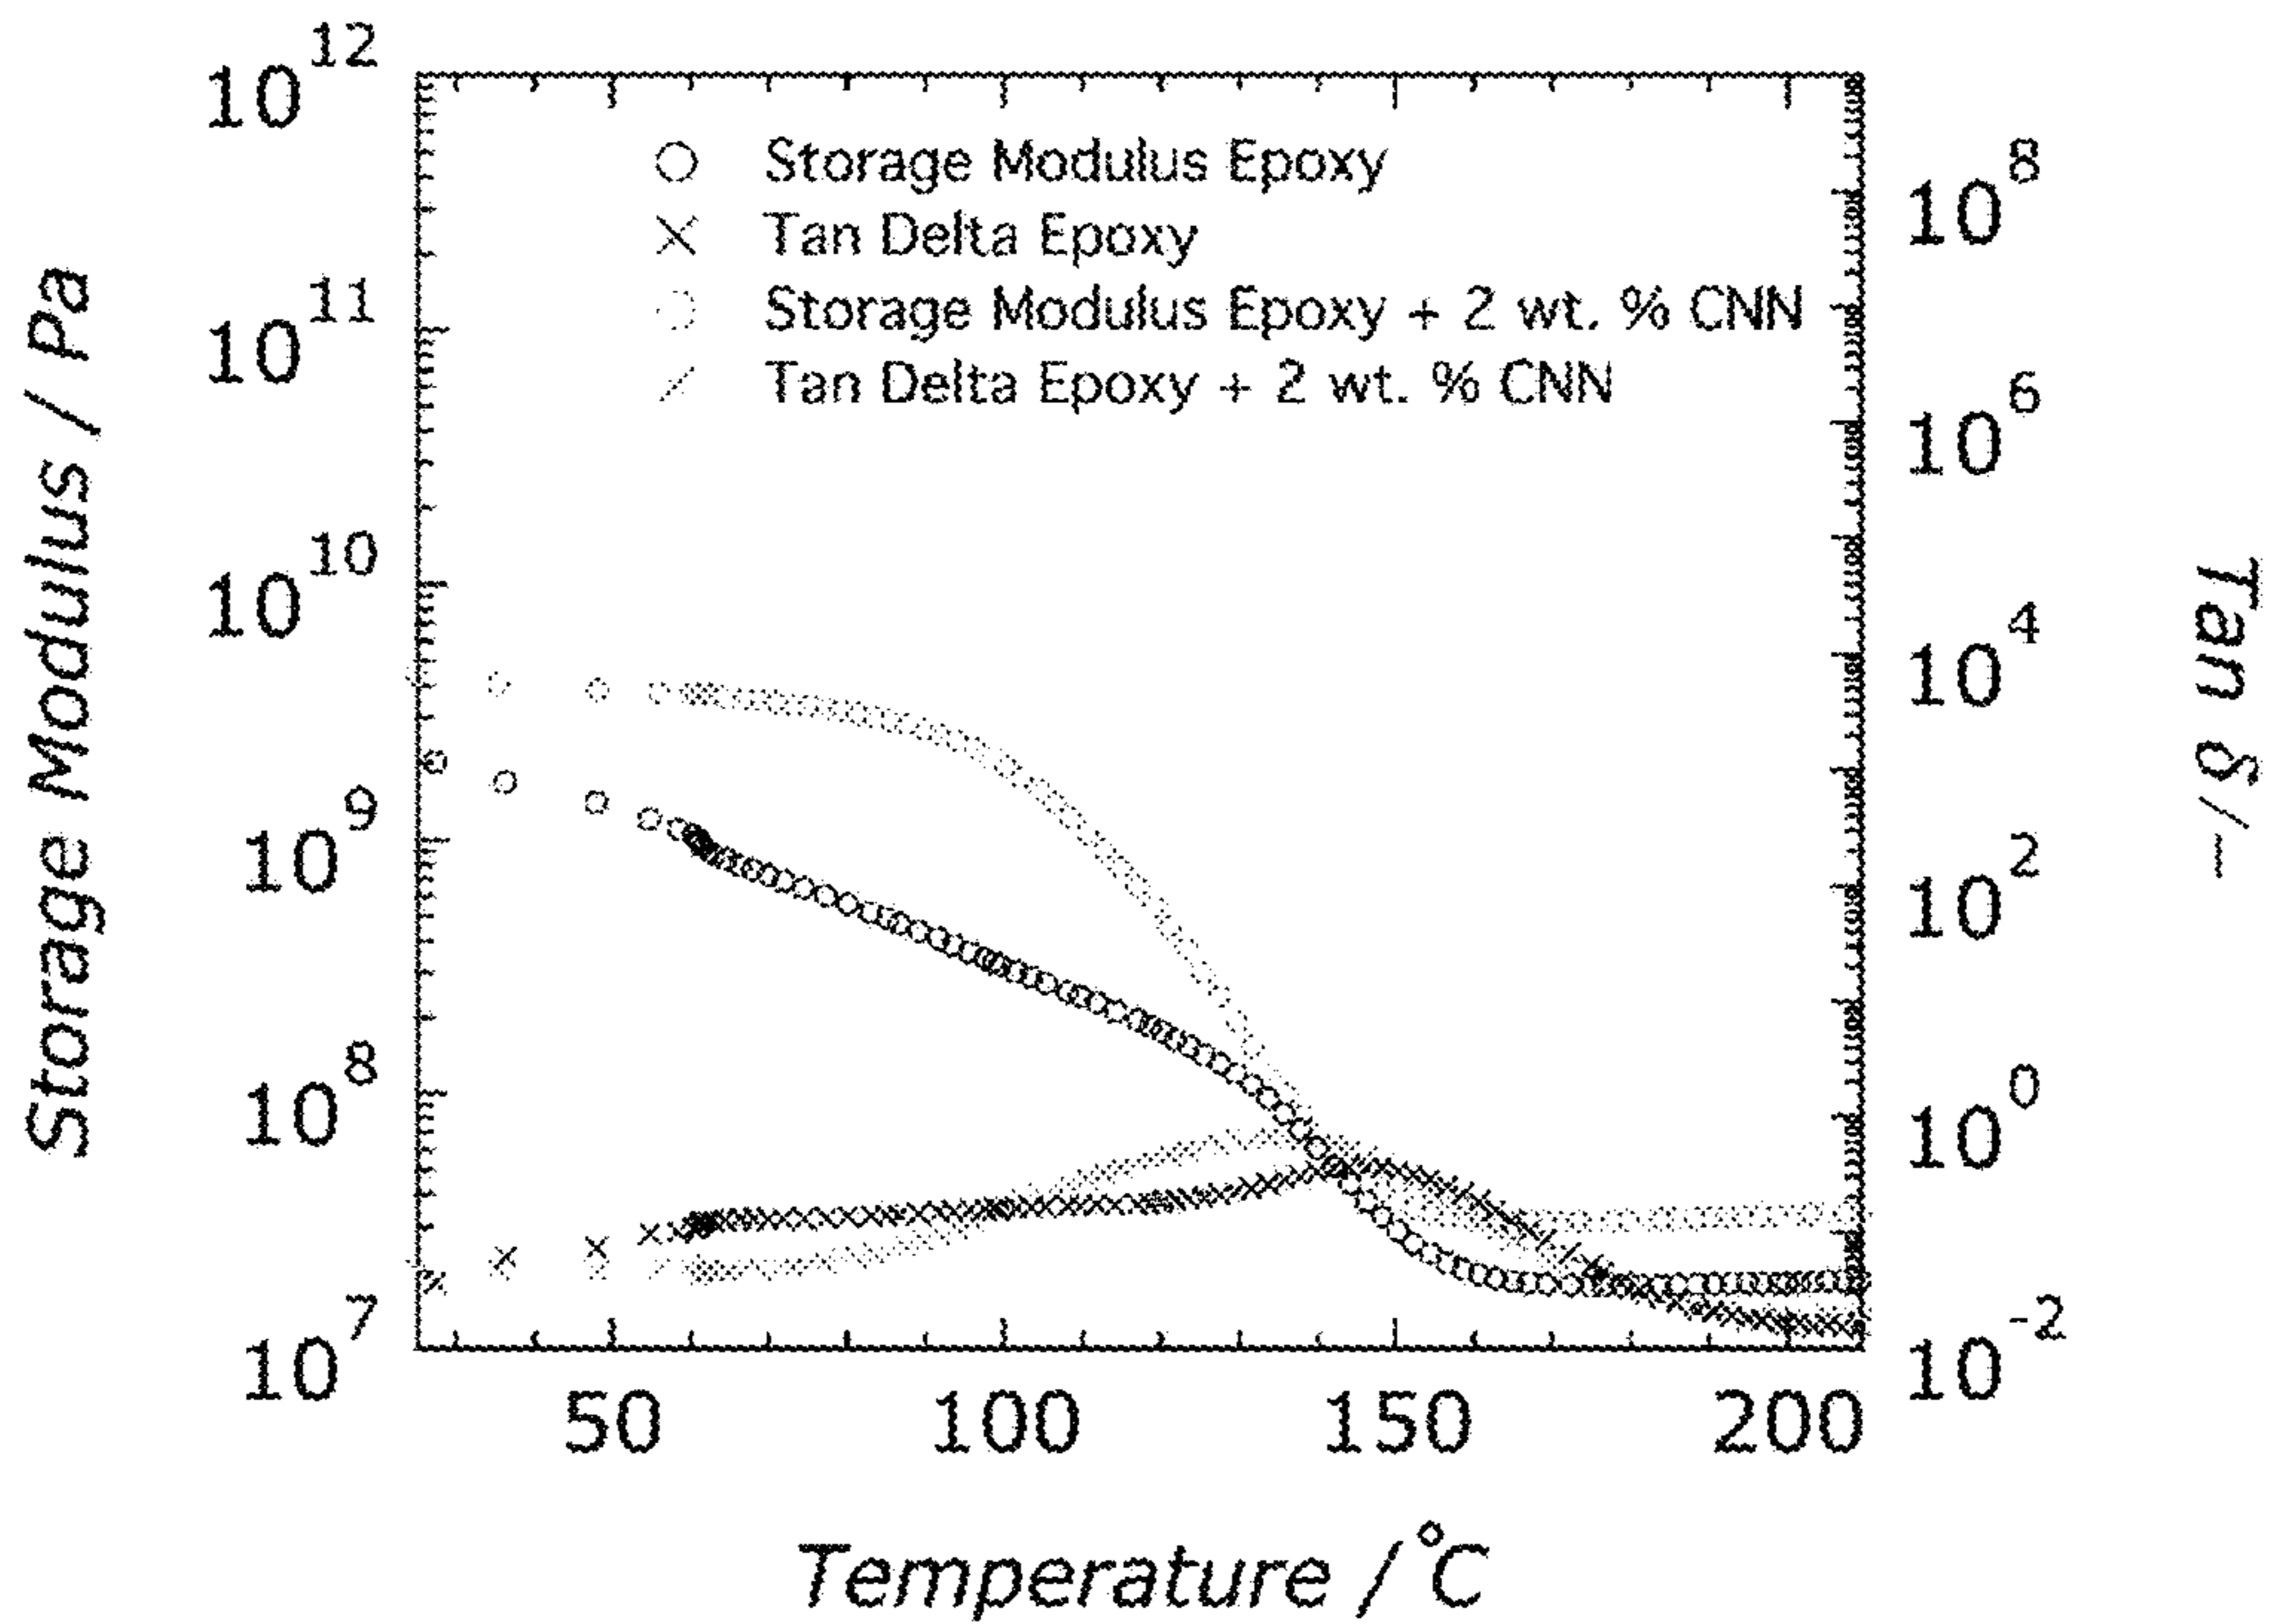 10^12
10^11
10^10
10^9
10^8
10^7
Storage Modulus / Pa
Storage Modulus Epoxy
Tan Delta Epoxy
Storage Modulus Epoxy + 2 wt. % CNN
Tan Delta Epoxy + 2 wt. % CNN
10^8
10^6
10^4
10^2
10^0
10^-2
Tan δ /–
50 100 150 200
Temperature / °C